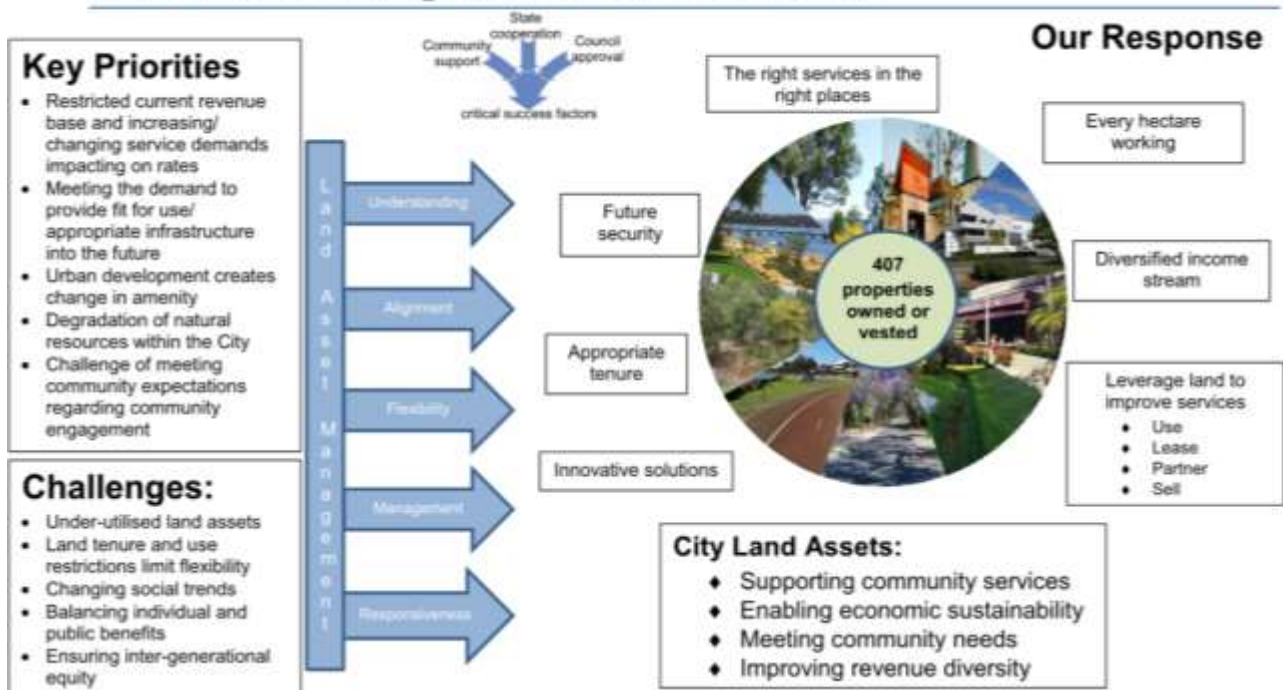 State
cooperation
Community
support
Council
approval
critical success factors
Our Response
Key Priorities
• Restricted current revenue
base and increasing/
changing service demands
impacting on rates
• Meeting the demand to
provide fit for use/
appropriate infrastructure
into the future
• Urban development creates
change in amenity
• Degradation of natural
resources within the City
• Challenge of meeting
community expectations
regarding community
engagement
Challenges:
• Under-utilised land assets
• Land tenure and use
restrictions limit flexibility
• Changing social trends
• Balancing individual and
public benefits
• Ensuring inter-generational
equity
Land Asset Management
Understanding
Alignment
Flexibility
Management
Responsiveness
The right services in the
right places
Future
security
Appropriate
tenure
Innovative solutions
407
properties
owned or
vested
Every hectare
working
Diversified income
stream
Leverage land to
improve services
♦ Use
♦ Lease
♦ Partner
♦ Sell
City Land Assets:
♦ Supporting community services
♦ Enabling economic sustainability
♦ Meeting community needs
♦ Improving revenue diversity